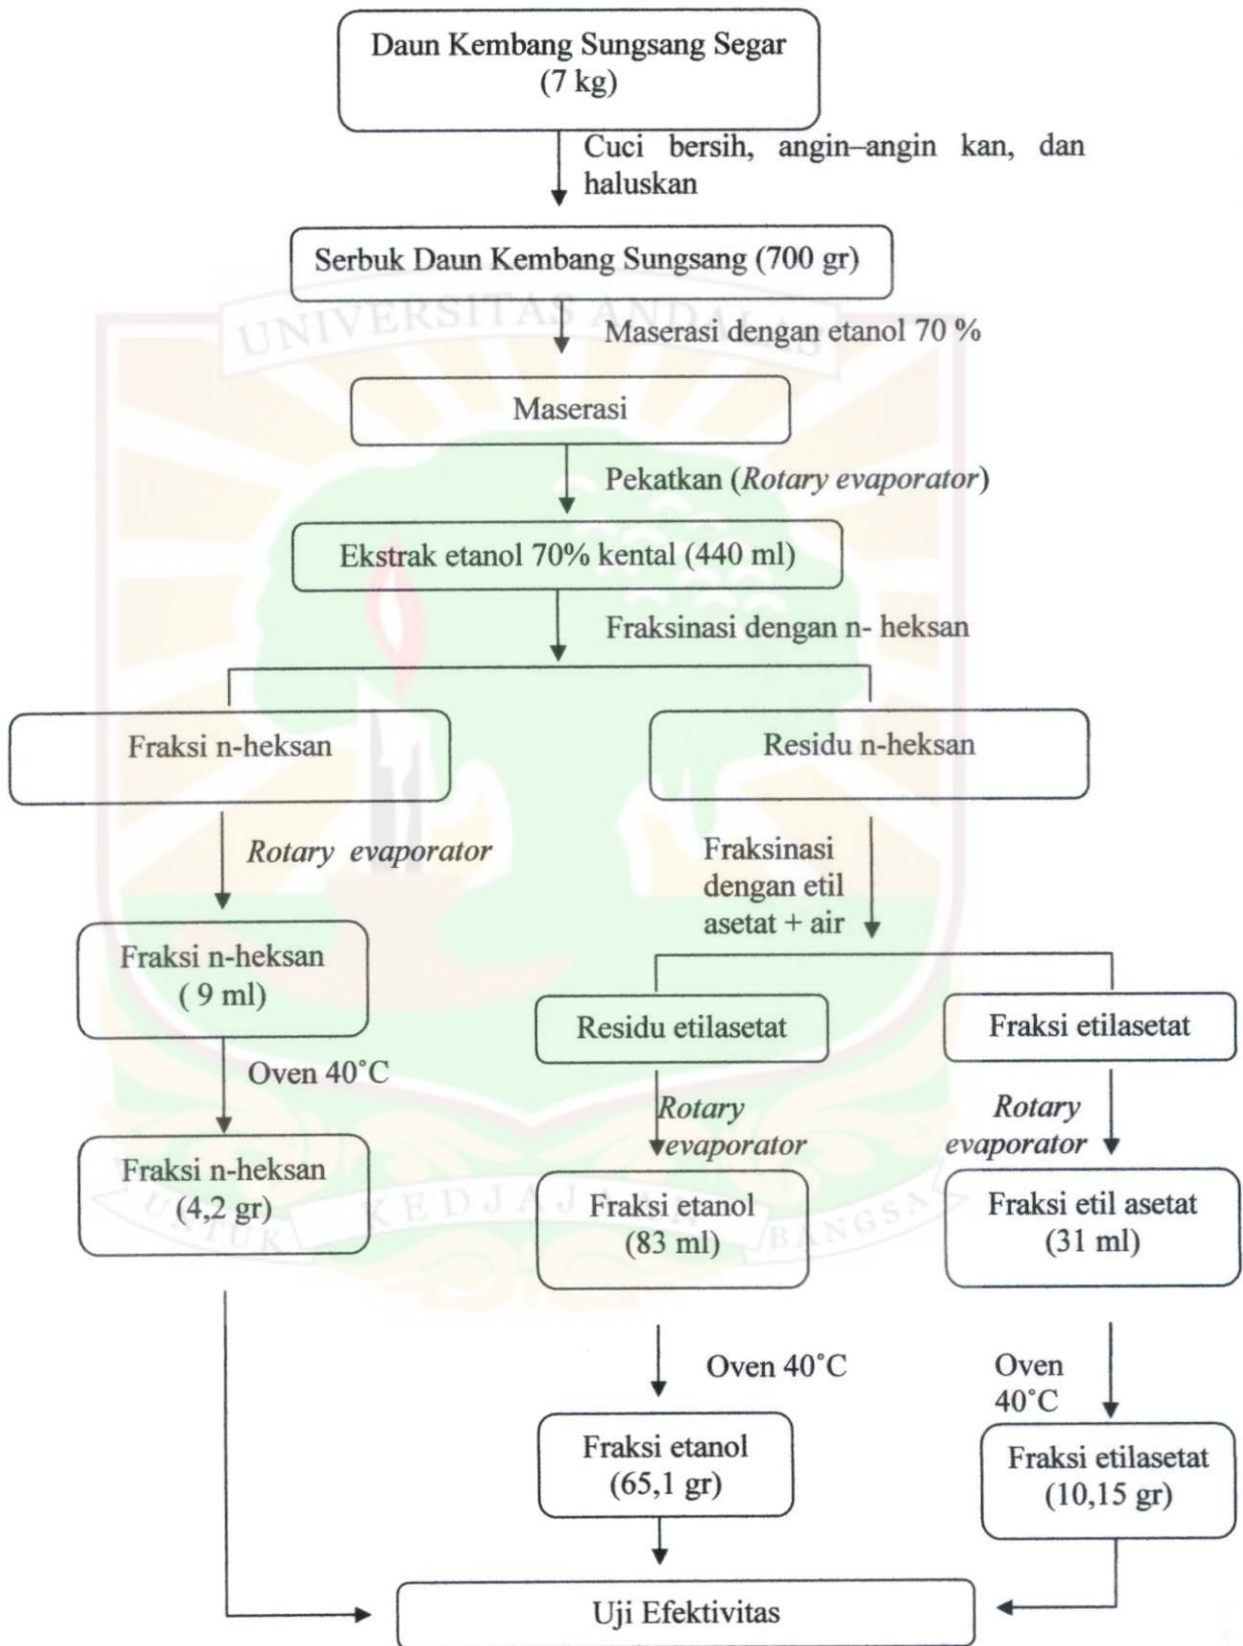 Daun Kembang Sungsang Segar
(7 kg)
Cuci bersih, angin–angin kan, dan
haluskan
Serbuk Daun Kembang Sungsang (700 gr)
UNIVERSITAS ANDALAS
Maserasi dengan etanol 70 %
Maserasi
Pekatkan (Rotary evaporator)
Ekstrak etanol 70% kental (440 ml)
Fraksinasi dengan n- heksan
Fraksi n-heksan
Residu n-heksan
Rotary evaporator
Fraksinasi
dengan etil
asetat + air
Fraksi n-heksan
( 9 ml)
Residu etilasetat
Fraksi etilasetat
Oven 40˚C
Rotary
evaporator
Rotary
evaporator
Fraksi n-heksan
(4,2 gr)
Fraksi etanol
(83 ml)
Fraksi etil asetat
(31 ml)
UNTUK KEDJAJAAN BANGSA
Oven 40˚C
Oven
40˚C
Fraksi etanol
(65,1 gr)
Fraksi etilasetat
(10,15 gr)
Uji Efektivitas